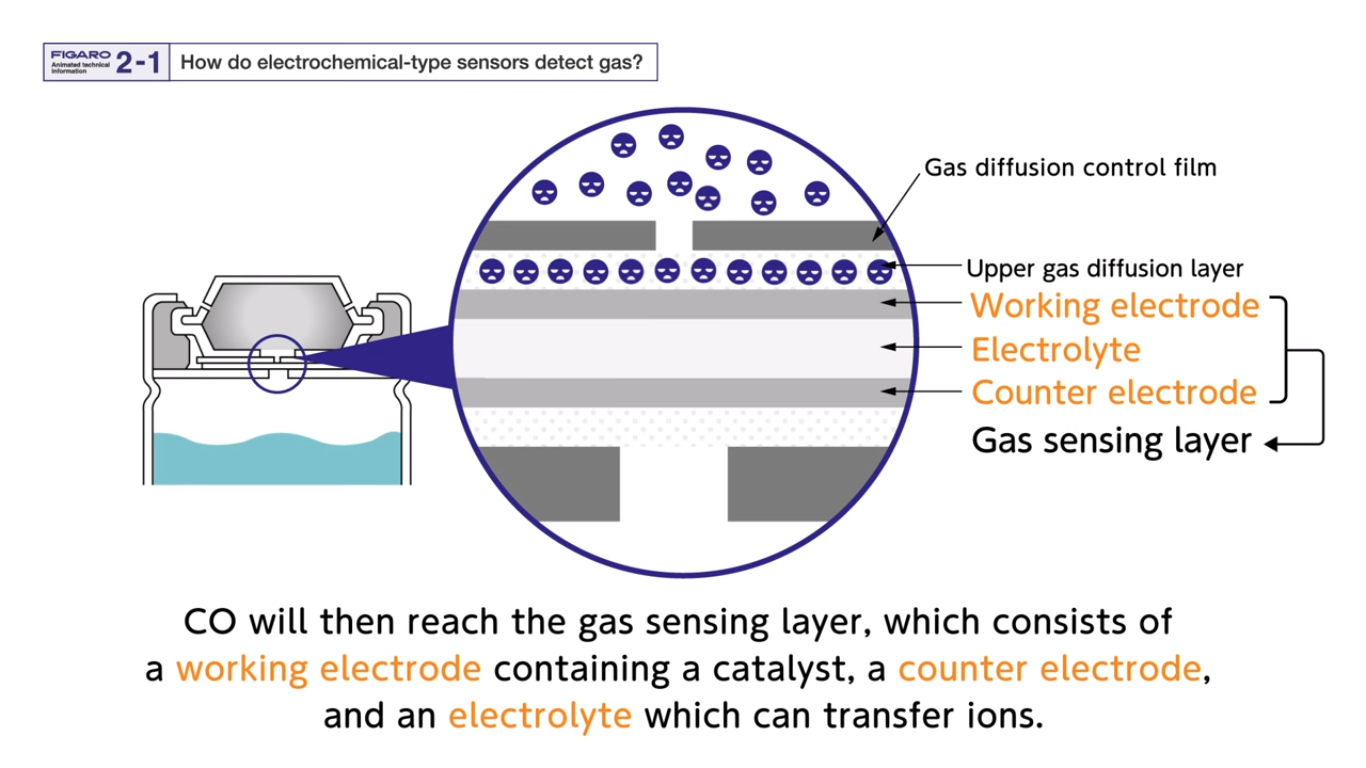 FIGARO
Animated technical
information
2-1
How do electrochemical-type sensors detect gas?
Gas diffusion control film
Upper gas diffusion layer
Working electrode
Electrolyte
Counter electrode
Gas sensing layer
CO will then reach the gas sensing layer, which consists of
a working electrode containing a catalyst, a counter electrode,
and an electrolyte which can transfer ions.